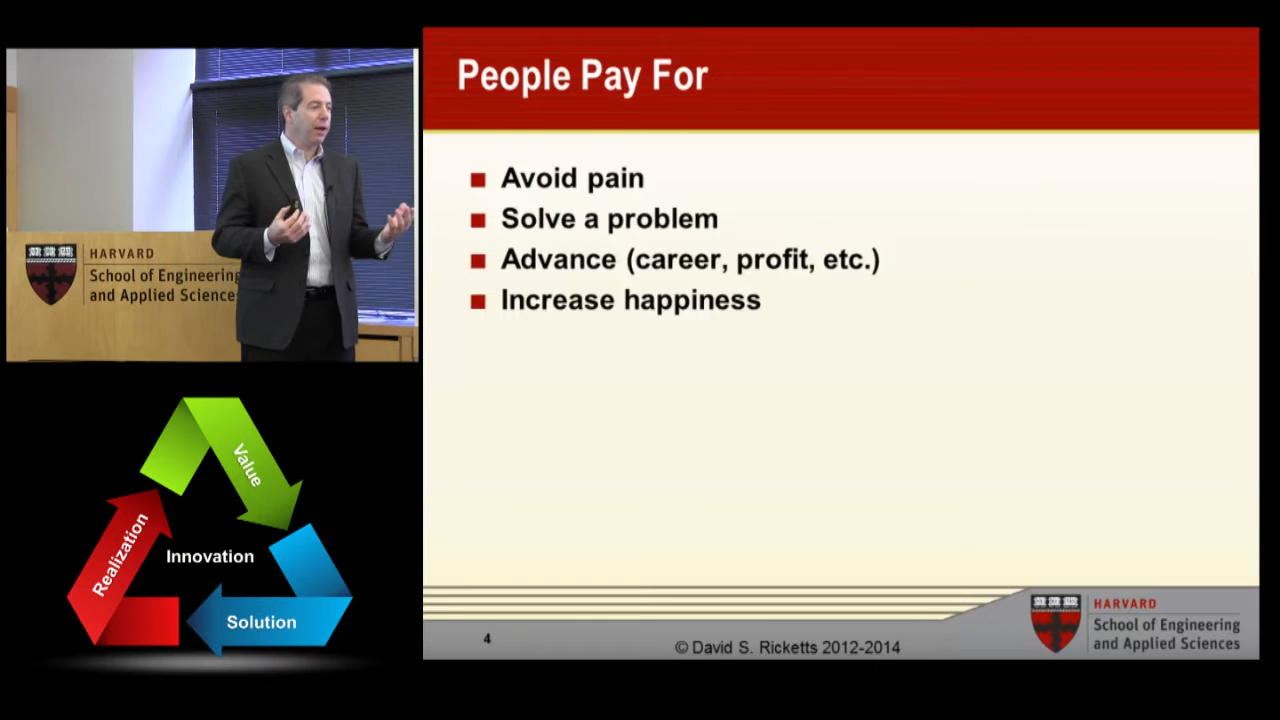 HARVARD
School of Engineering
and Applied Sciences
Value
Realization
Innovation
Solution
People Pay For
Avoid pain
Solve a problem
Advance (career, profit, etc.)
Increase happiness
4
© David S. Ricketts 2012-2014
HARVARD
School of Engineering
and Applied Sciences